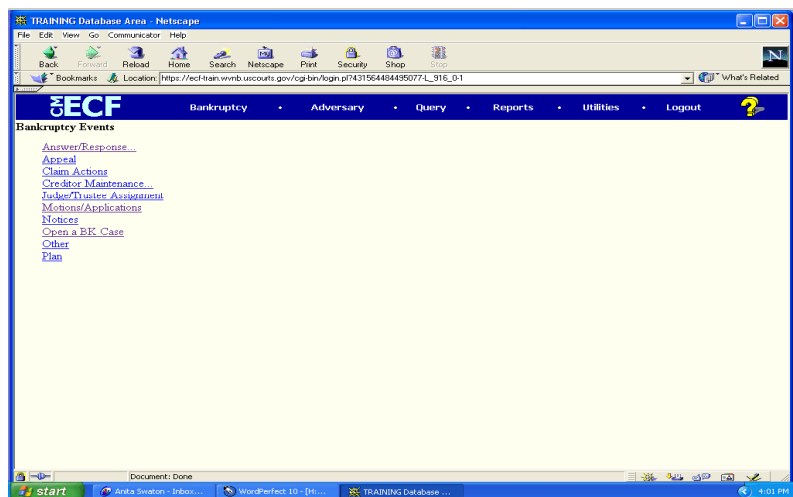 TRAINING Database Area - Netscape
File Edit View Go Communicator Help
Back Forward Reload Home Search Netscape Print Security Shop Stop
N
Bookmarks Location: https://ecf-train.wvnb.uscourts.gov/cgi-bin/login.pl?431564484495077-L_916_0-1 What's Related
CM ECF Bankruptcy • Adversary • Query • Reports • Utilities • Logout ?
Bankruptcy Events
Answer/Response...
Appeal
Claim Actions
Creditor Maintenance...
Judge/Trustee Assignment
Motions/Applications
Notices
Open a BK Case
Other
Plan
Document: Done
start Anita Swaton - Inbox... WordPerfect 10 - [H:... TRAINING Database ... 4:01 PM